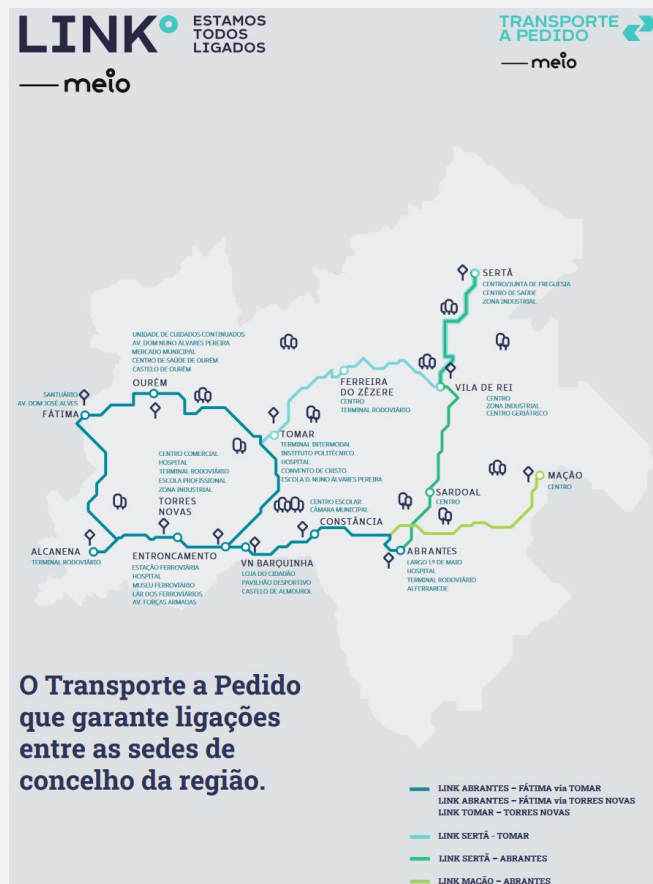 LINK° ESTAMOS
TODOS
LIGADOS
meio
TRANSPORTE
A PEDIDO
meio
SERTÃ
CENTRO/JUNTA DE FREGUESIA
CENTRO DE SAÚDE
ZONA INDUSTRIAL
UNIDADE DE CUIDADOS CONTINUADOS
AV. DOM NUNO ÁLVARES PEREIRA
MERCADO MUNICIPAL
CENTRO DE SAÚDE DE OURÉM
CASTELO DE OURÉM
OURÉM
SANTUÁRIO
AV. DOM JOSÉ ALVES
FÁTIMA
FERREIRA
DO ZÊZERE
CENTRO
TERMINAL RODOVIÁRIO
VILA DE REI
CENTRO
ZONA INDUSTRIAL
CENTRO GERIÁTRICO
TOMAR
TERMINAL INTERMODAL
INSTITUTO POLITÉCNICO
HOSPITAL
CONVENTO DE CRISTO
ESCOLA D. NUNO ÁLVARES PEREIRA
CENTRO COMERCIAL
HOSPITAL
TERMINAL RODOVIÁRIO
ESCOLA PROFISSIONAL
ZONA INDUSTRIAL
TORRES
NOVAS
MAÇÃO
CENTRO
SARDOAL
CENTRO
CENTRO ESCOLAR
CÂMARA MUNICIPAL
CONSTÂNCIA
ALCANENA
TERMINAL RODOVIÁRIO
ENTRONCAMENTO
ESTAÇÃO FERROVIÁRIA
HOSPITAL
MUSEU FERROVIÁRIO
LAR DOS FERROVIÁRIOS
AV. FORÇAS ARMADAS
VN BARQUINHA
LOJA DO CIDADÃO
PAVILHÃO DESPORTIVO
CASTELO DE ALMOUROL
ABRANTES
LARGO 1.º DE MAIO
HOSPITAL
TERMINAL RODOVIÁRIO
ALFERRAREDE
O Transporte a Pedido
que garante ligações
entre as sedes de
concelho da região.
LINK ABRANTES – FÁTIMA via TOMAR
LINK ABRANTES – FÁTIMA via TORRES NOVAS
LINK TOMAR – TORRES NOVAS
LINK SERTÃ - TOMAR
LINK SERTÃ – ABRANTES
LINK MAÇÃO – ABRANTES